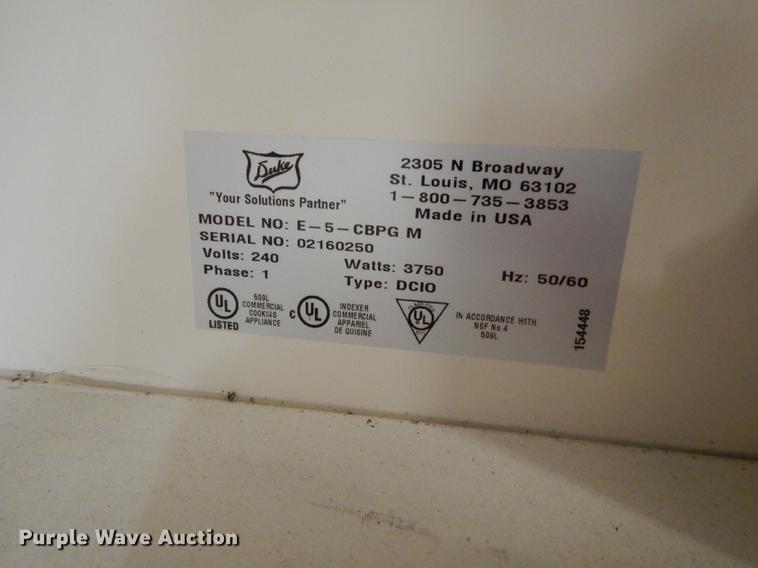 Duke
"Your Solutions Partner"
2305 N Broadway
St. Louis, MO 63102
1-800-735-3853
Made in USA
MODEL NO: E-5-CBPG M
SERIAL NO: 02160250
Volts: 240 Watts: 3750 Hz: 50/60
Phase: 1 Type: DCIO
UL
LISTED
509L
COMMERCIAL
COOKING
APPLIANCE
C UL
INDEXER
COMMERCIAL
APPARIEL
DE QUISINE
UL
IN ACCORDANCE WITH
NSF No.4
509L
154448
Purple Wave Auction